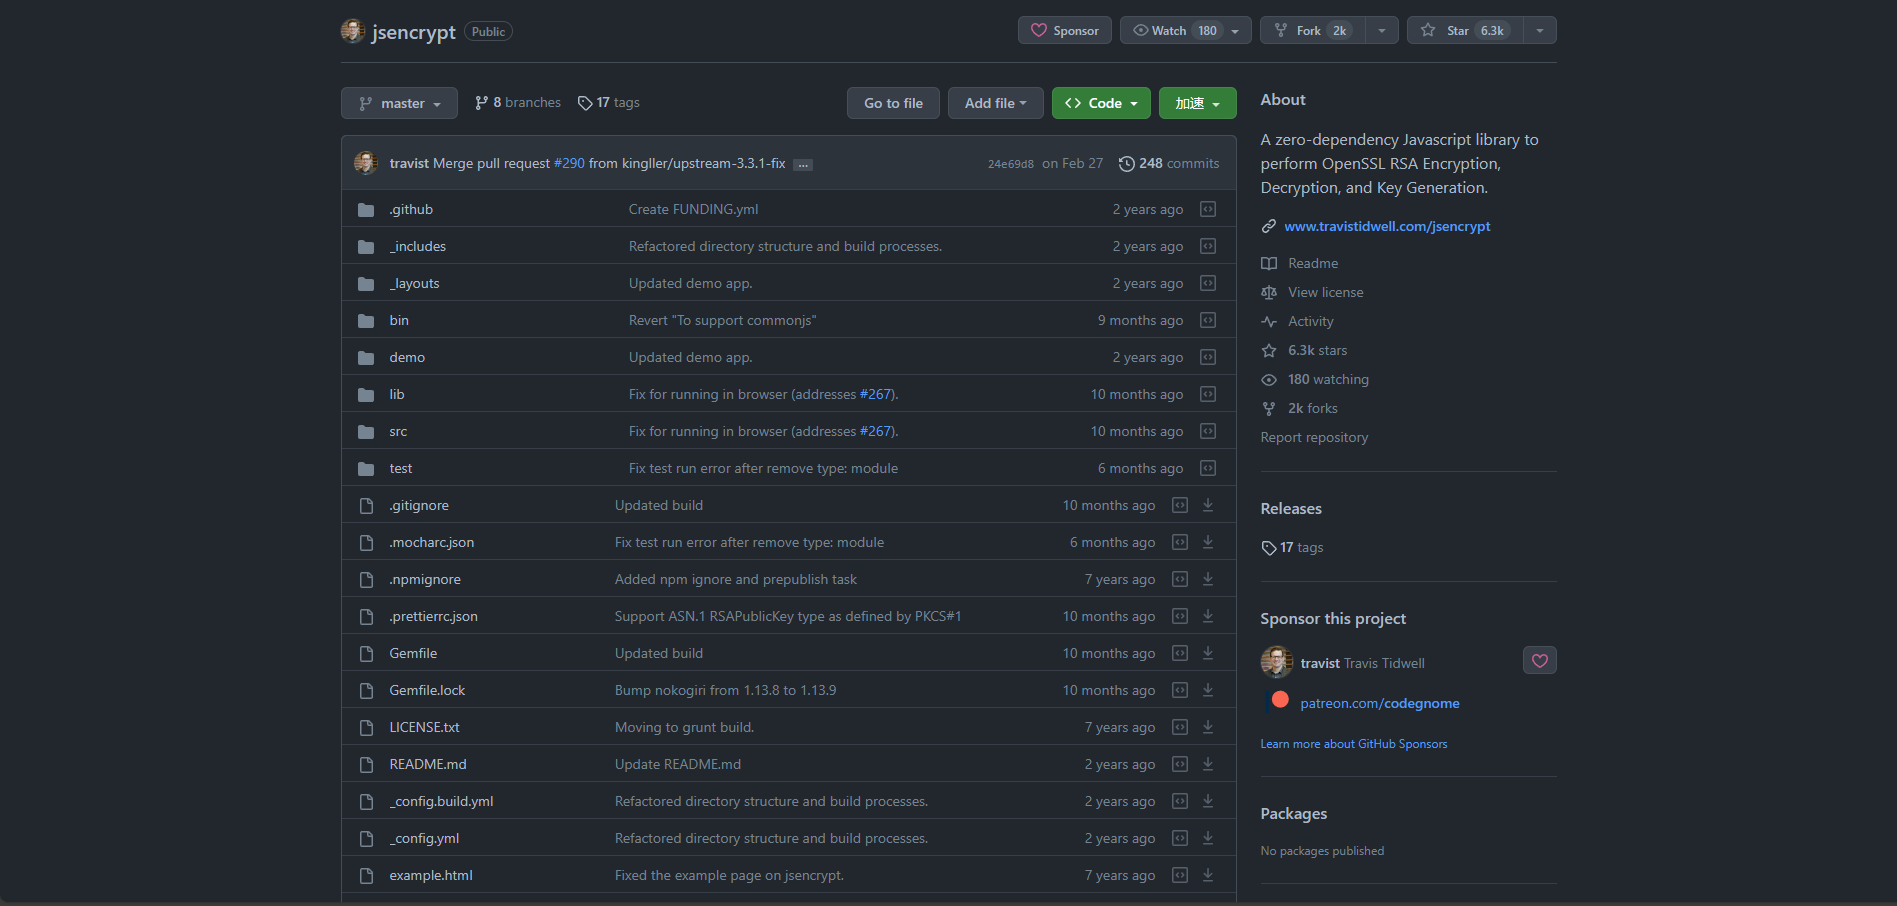 jsencrypt Public Sponsor Watch 180 Fork 2k Star 6.3k
master 8 branches 17 tags Go to file Add file Code 加速
travist Merge pull request #290 from kingller/upstream-3.3.1-fix ... 24e69d8 on Feb 27 248 commits
.github Create FUNDING.yml 2 years ago
_includes Refactored directory structure and build processes. 2 years ago
_layouts Updated demo app. 2 years ago
bin Revert "To support commonjs" 9 months ago
demo Updated demo app. 2 years ago
lib Fix for running in browser (addresses #267). 10 months ago
src Fix for running in browser (addresses #267). 10 months ago
test Fix test run error after remove type: module 6 months ago
.gitignore Updated build 10 months ago
.mocharc.json Fix test run error after remove type: module 6 months ago
.npmignore Added npm ignore and prepublish task 7 years ago
.prettierrc.json Support ASN.1 RSAPublicKey type as defined by PKCS#1 10 months ago
Gemfile Updated build 10 months ago
Gemfile.lock Bump nokogiri from 1.13.8 to 1.13.9 10 months ago
LICENSE.txt Moving to grunt build. 7 years ago
README.md Update README.md 2 years ago
_config.build.yml Refactored directory structure and build processes. 2 years ago
_config.yml Refactored directory structure and build processes. 2 years ago
example.html Fixed the example page on jsencrypt. 7 years ago
About
A zero-dependency Javascript library to
perform OpenSSL RSA Encryption,
Decryption, and Key Generation.
www.travistidwell.com/jsencrypt
Readme
View license
Activity
6.3k stars
180 watching
2k forks
Report repository
Releases
17 tags
Sponsor this project
travist Travis Tidwell
patreon.com/codegnome
Learn more about GitHub Sponsors
Packages
No packages published